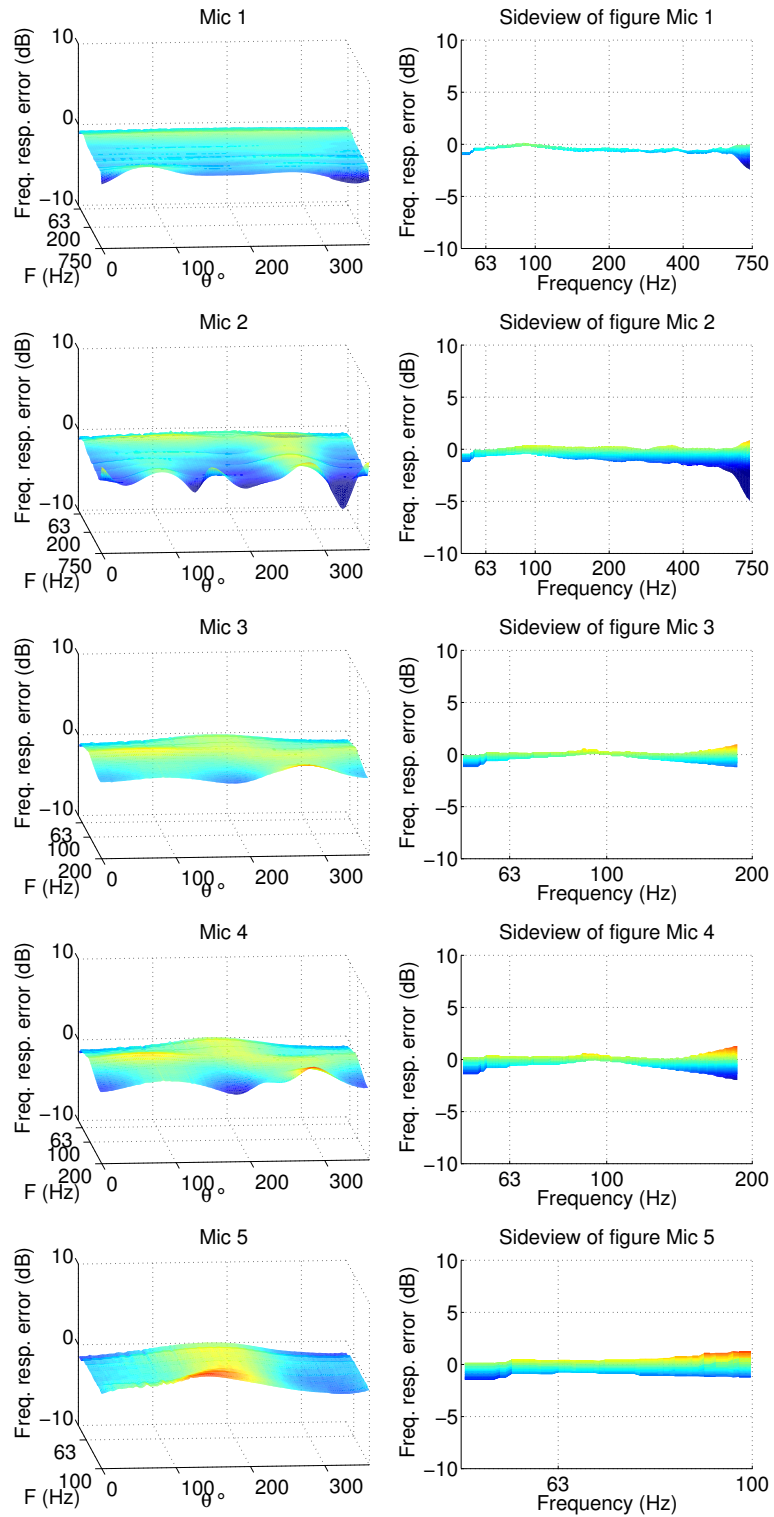 Mic 1
Freq. resp. error (dB)
10
0
−10
63
200
750
F (Hz)
0
100
200
300
θ °
Sideview of figure Mic 1
Freq. resp. error (dB)
10
5
0
−5
−10
63
100
200
400
750
Frequency (Hz)
Mic 2
Freq. resp. error (dB)
10
0
−10
63
200
750
F (Hz)
0
100
200
300
θ °
Sideview of figure Mic 2
Freq. resp. error (dB)
10
5
0
−5
−10
63
100
200
400
750
Frequency (Hz)
Mic 3
Freq. resp. error (dB)
10
0
−10
63
100
200
F (Hz)
0
100
200
300
θ °
Sideview of figure Mic 3
Freq. resp. error (dB)
10
5
0
−5
−10
63
100
200
Frequency (Hz)
Mic 4
Freq. resp. error (dB)
10
0
−10
63
100
200
F (Hz)
0
100
200
300
θ °
Sideview of figure Mic 4
Freq. resp. error (dB)
10
5
0
−5
−10
63
100
200
Frequency (Hz)
Mic 5
Freq. resp. error (dB)
10
0
−10
63
100
F (Hz)
0
100
200
300
θ °
Sideview of figure Mic 5
Freq. resp. error (dB)
10
5
0
−5
−10
63
100
Frequency (Hz)